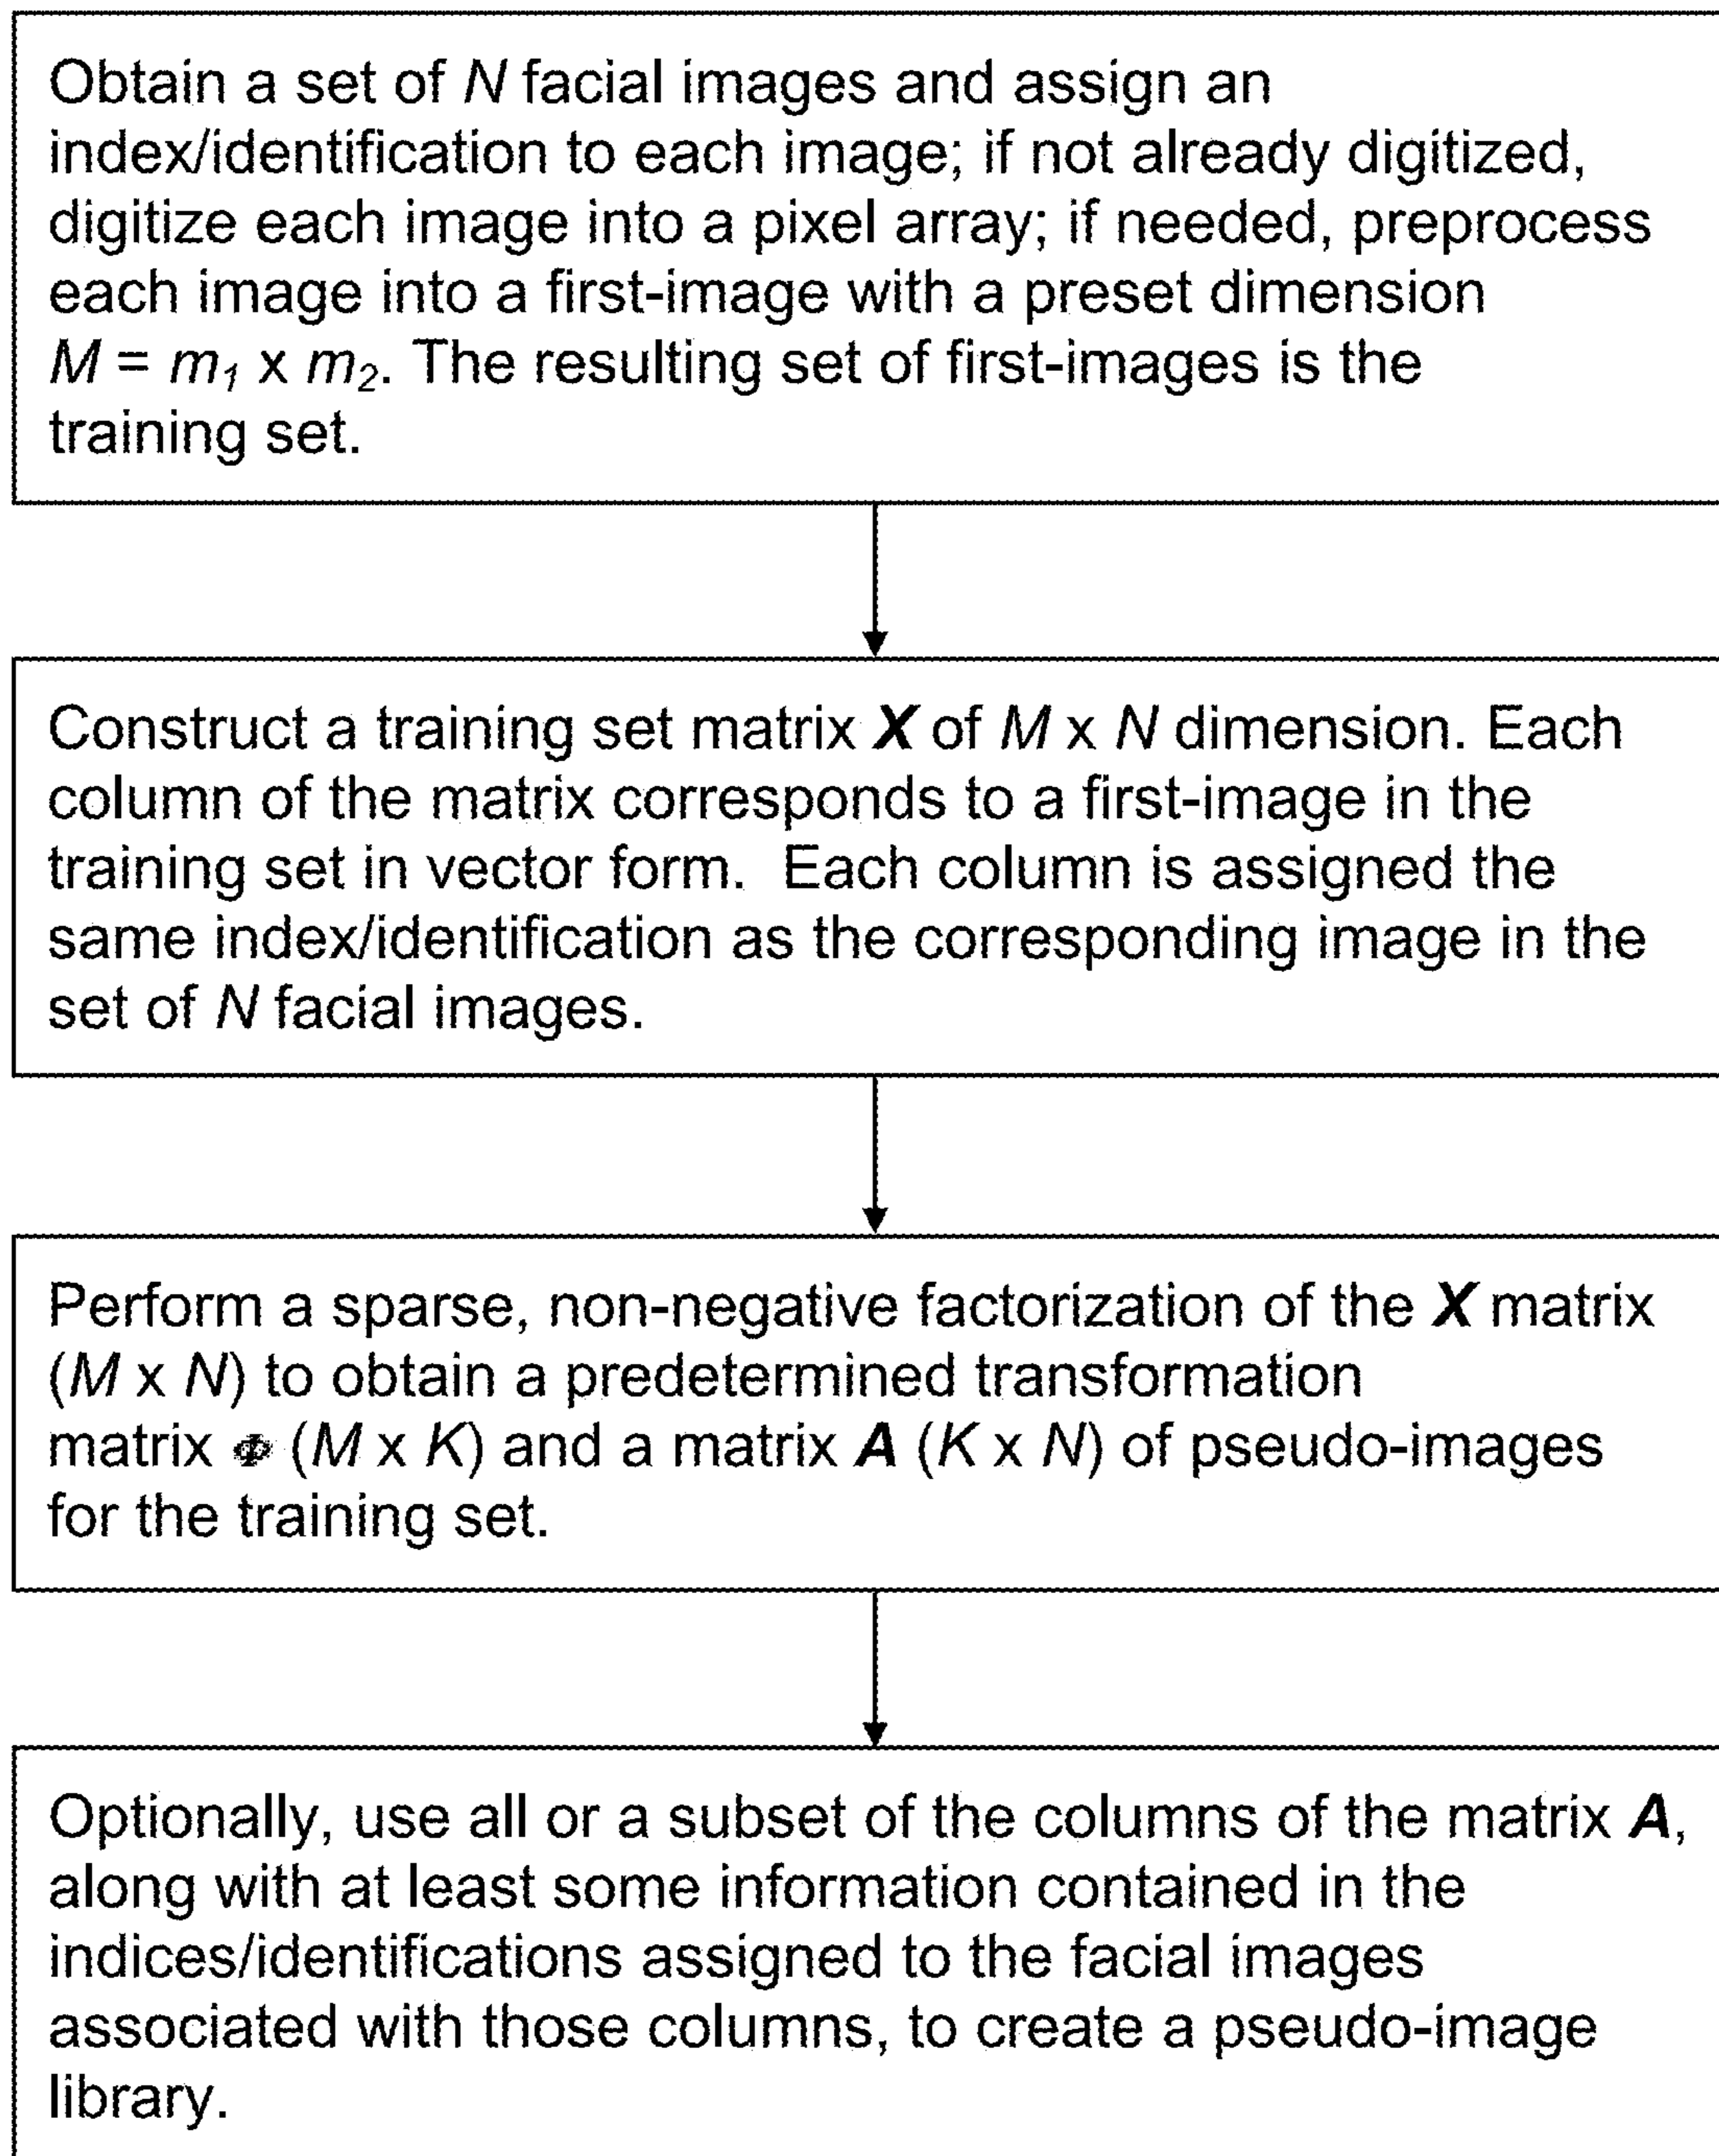 Obtain a set of N facial images and assign an
index/identification to each image; if not already digitized,
digitize each image into a pixel array; if needed, preprocess
each image into a first-image with a preset dimension
M = m₁ x m₂. The resulting set of first-images is the
training set.
Construct a training set matrix X of M x N dimension. Each
column of the matrix corresponds to a first-image in the
training set in vector form.  Each column is assigned the
same index/identification as the corresponding image in the
set of N facial images.
Perform a sparse, non-negative factorization of the X matrix
(M x N) to obtain a predetermined transformation
matrix Φ (M x K) and a matrix A (K x N) of pseudo-images
for the training set.
Optionally, use all or a subset of the columns of the matrix A,
along with at least some information contained in the
indices/identifications assigned to the facial images
associated with those columns, to create a pseudo-image
library.